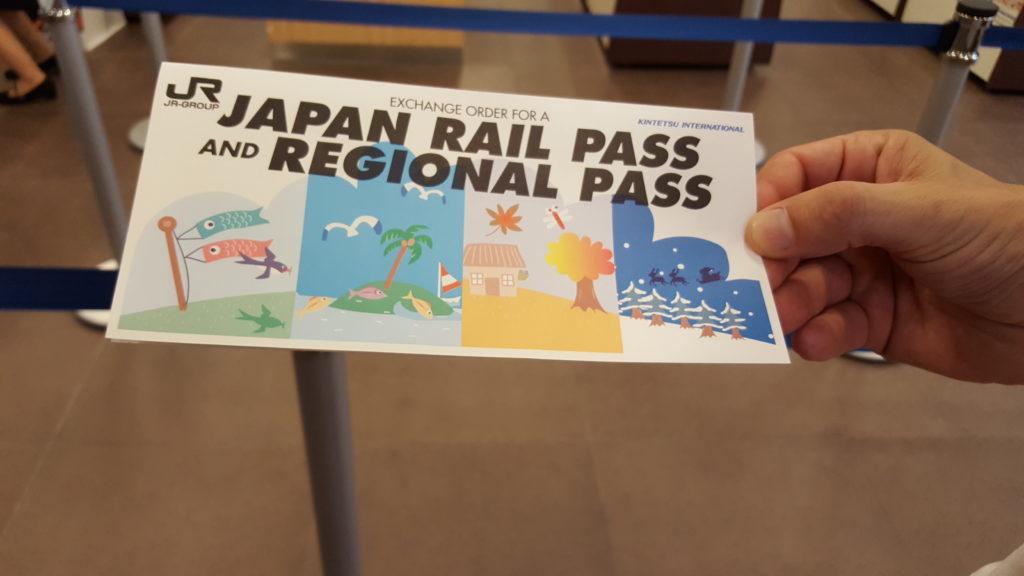 JR
JR-GROUP
EXCHANGE ORDER FOR A
KINTETSU INTERNATIONAL
JAPAN RAIL PASS
AND REGIONAL PASS